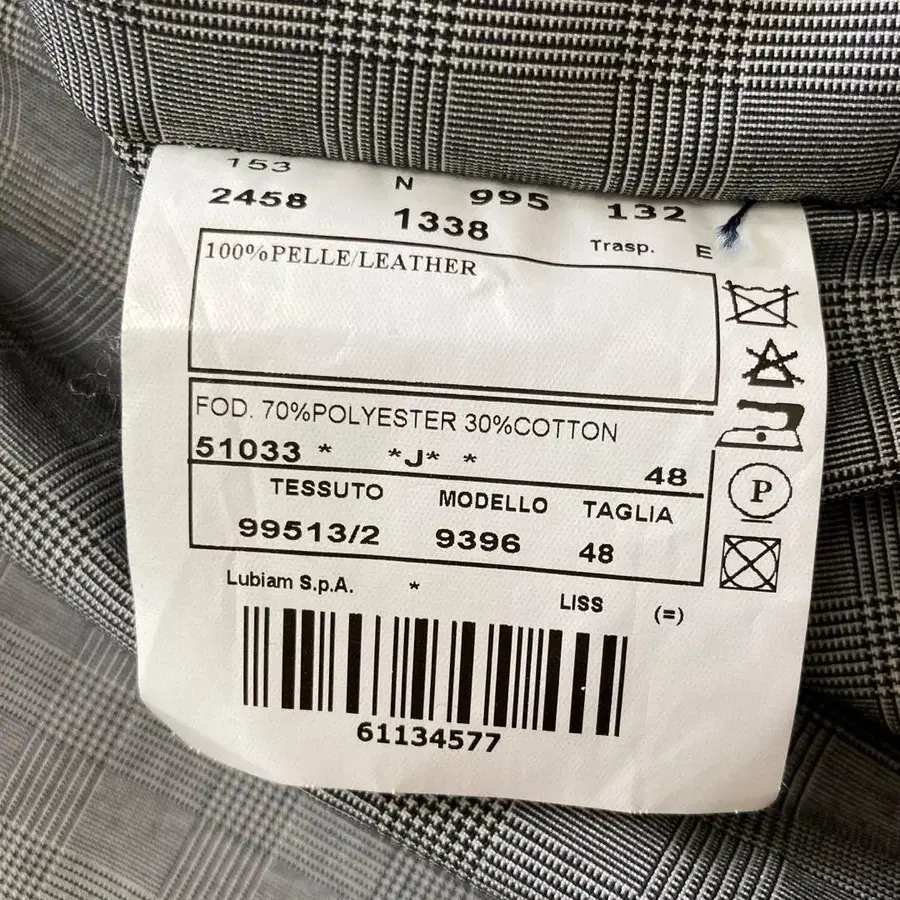 153 N 995 132
2458 1338 Trasp. E
100%PELLE/LEATHER
FOD. 70%POLYESTER 30%COTTON
51033 * *J* * 48
TESSUTO MODELLO TAGLIA
99513/2 9396 48
P
Lubiam S.p.A. * LISS (=)
61134577